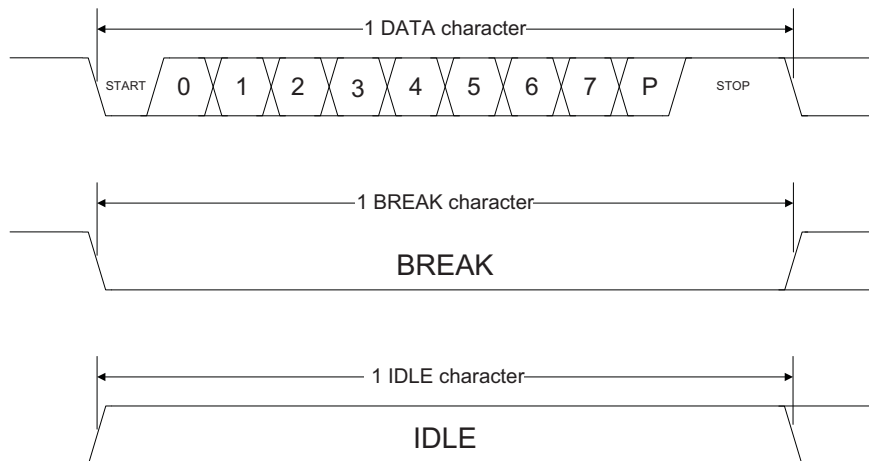 1 DATA character
START 0 1 2 3 4 5 6 7 P STOP
1 BREAK character
BREAK
1 IDLE character
IDLE